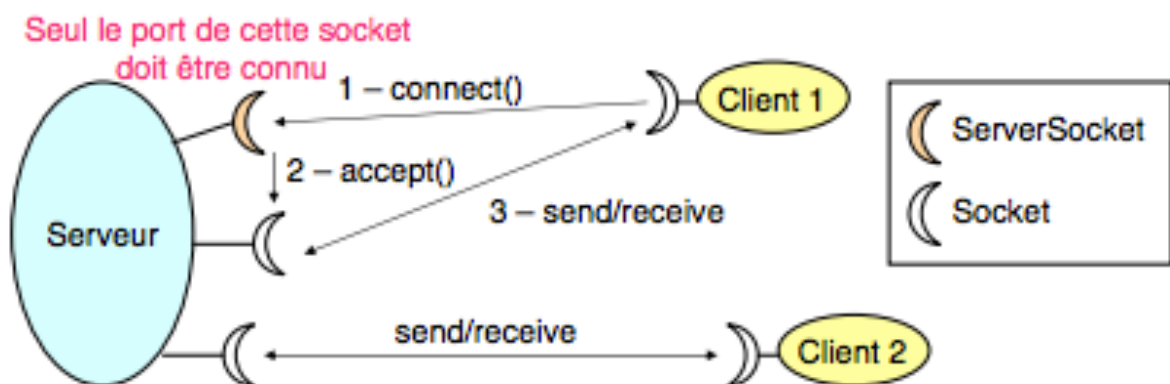 Seul le port de cette socket
doit être connu
1 – connect()
Client 1
ServerSocket
2 – accept()
Socket
3 – send/receive
Serveur
send/receive
Client 2